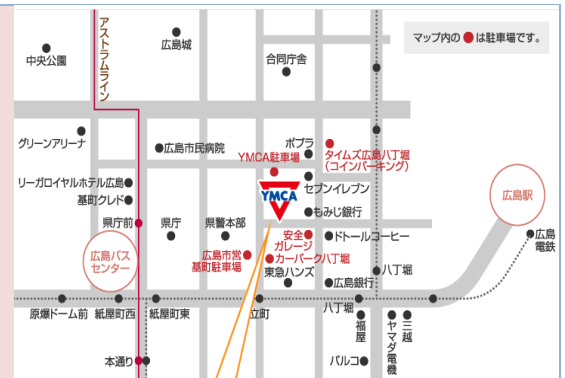 マップ内の●は駐車場です。
アストラムライン
中央公園
広島城
合同庁舎
グリーンアリーナ
広島市民病院
ポプラ
タイムズ広島八丁堀
(コインパーキング)
YMCA駐車場
リーガロイヤルホテル広島
基町クレド
セブンイレブン
YMCA
もみじ銀行
広島駅
県庁前
県庁
県警本部
安全
ガレージ
ドトールコーヒー
広島
電鉄
広島バス
センター
広島市営
基町駐車場
カーパーク八丁堀
東急ハンズ
広島銀行
八丁堀
原爆ドーム前
紙屋町西
紙屋町東
立町
八丁堀
福屋
ヤマダ電機
三越
本通り
パルコ